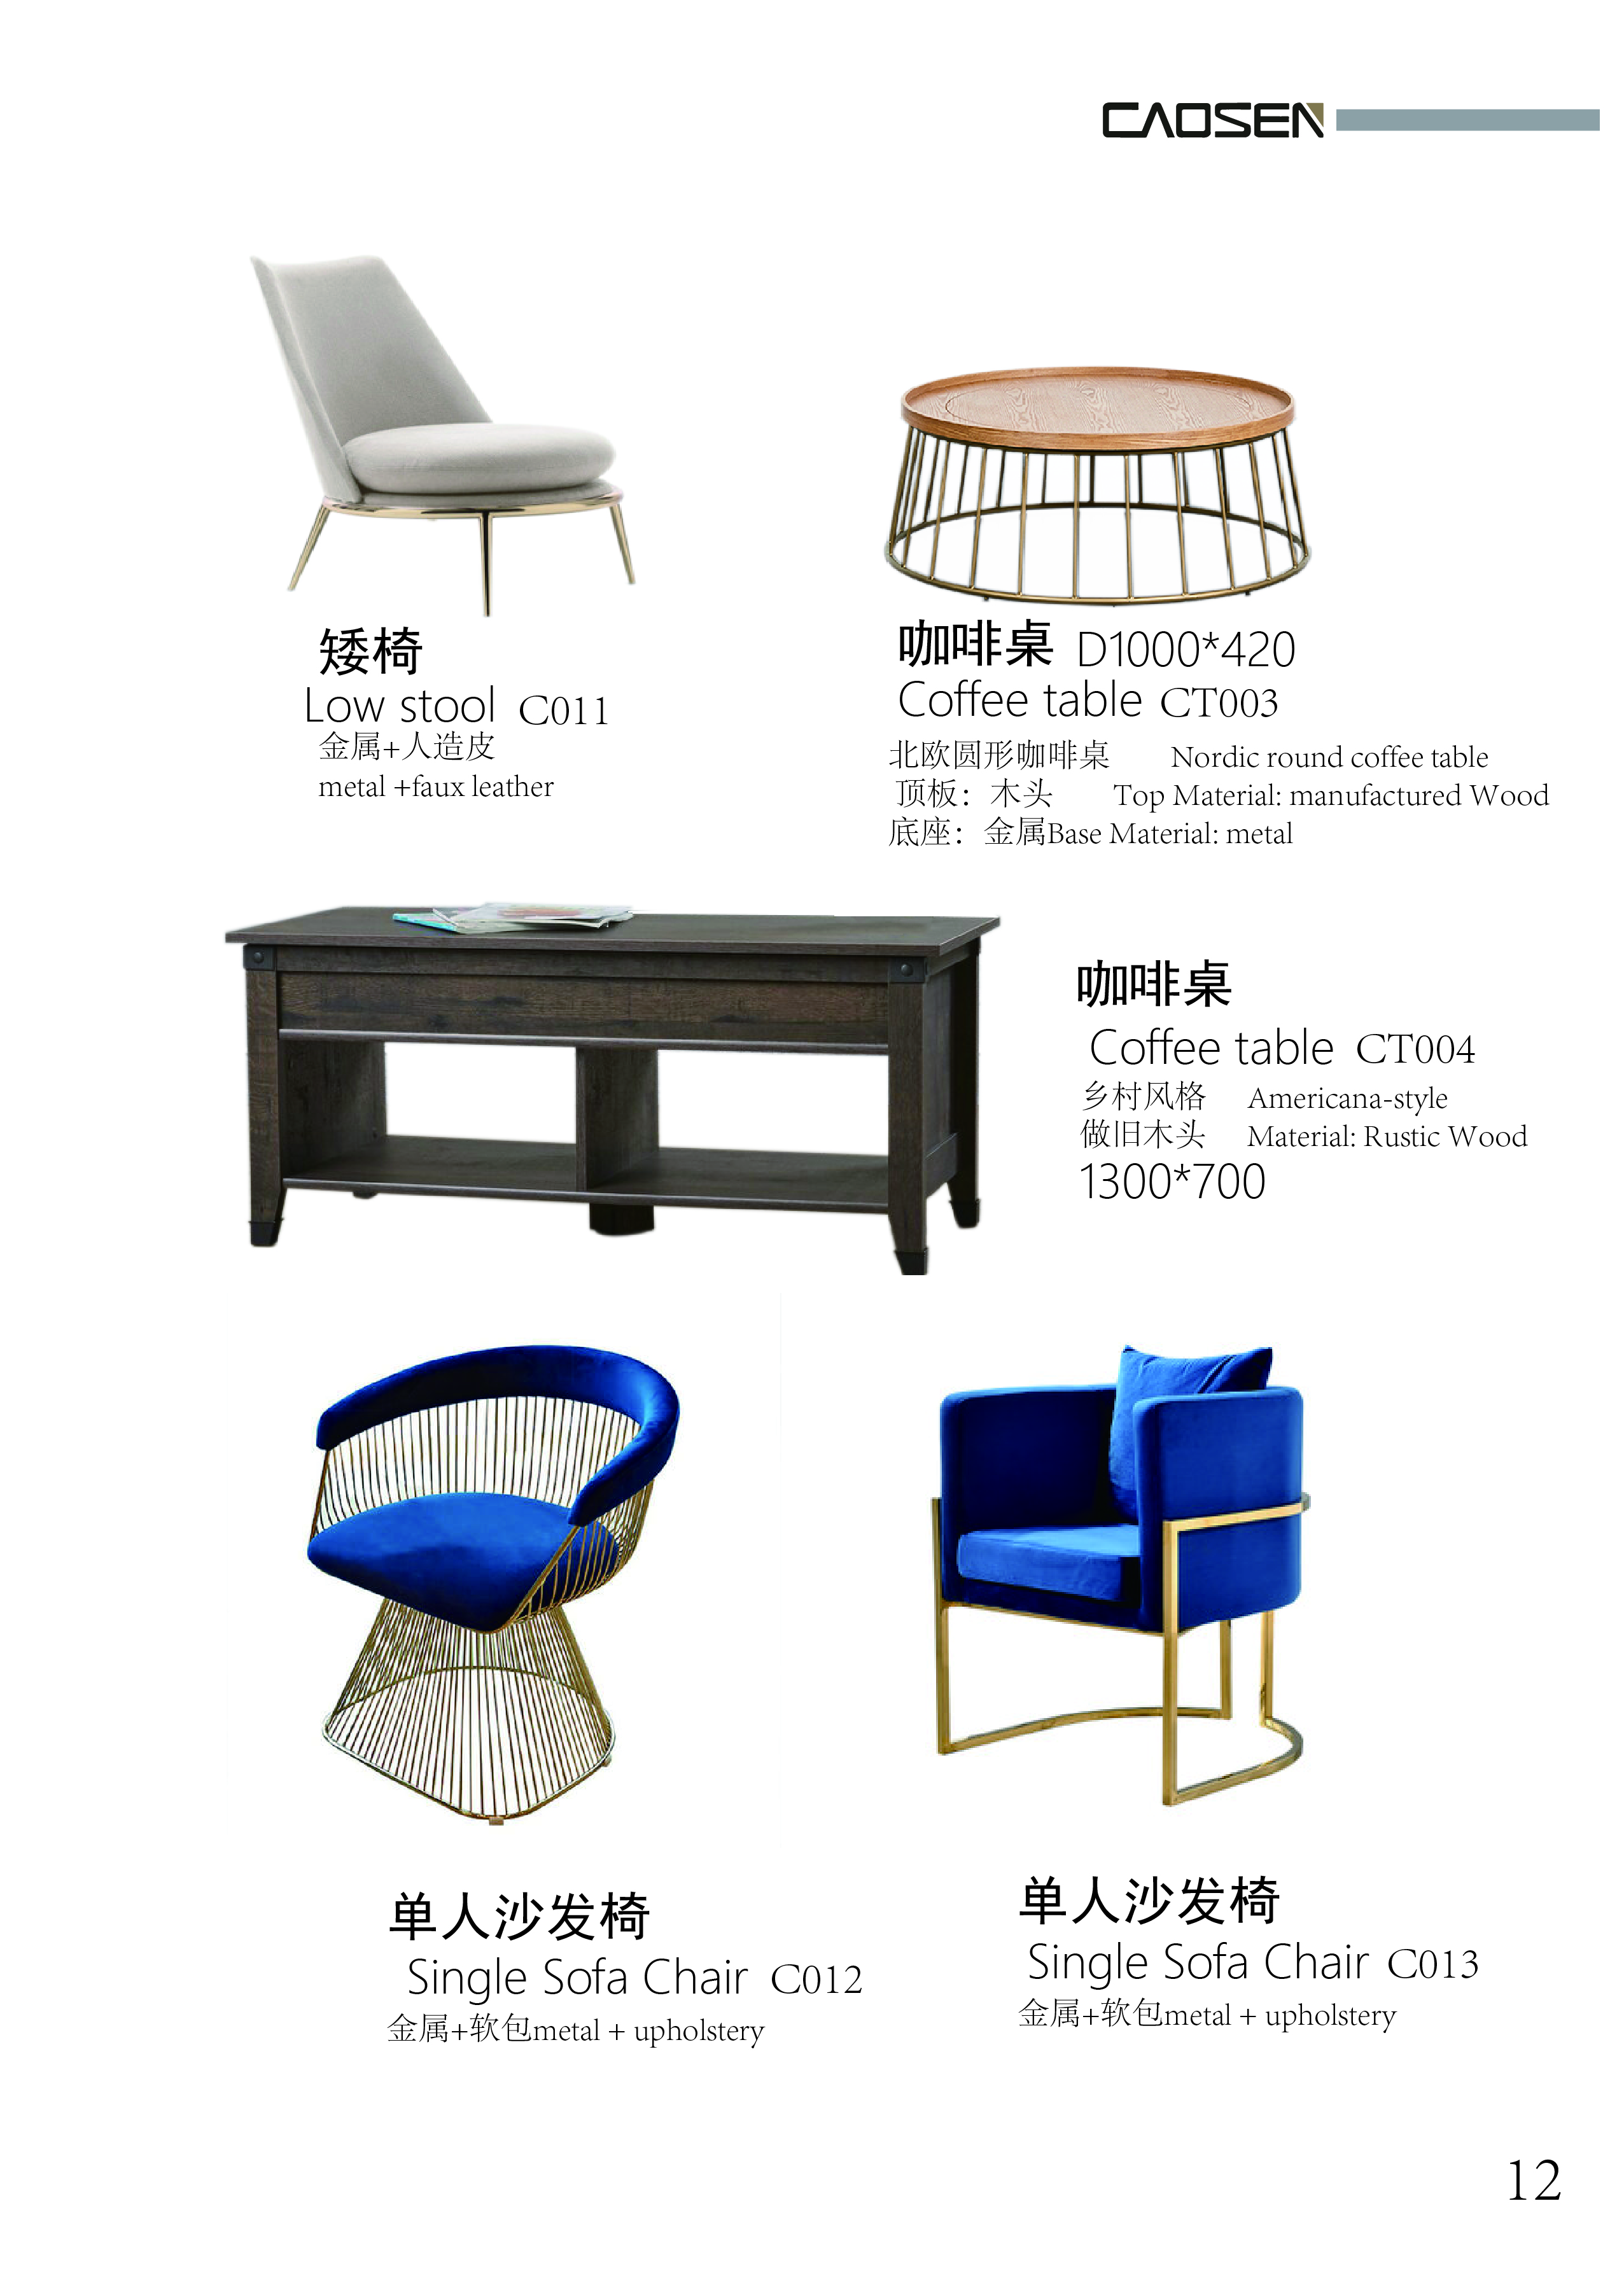 CAOSEN
矮椅
Low stool C011
金属+人造皮
metal +faux leather
咖啡桌 D1000*420
Coffee table CT003
北欧圆形咖啡桌 Nordic round coffee table
顶板：木头 Top Material: manufactured Wood
底座：金属Base Material: metal
咖啡桌
Coffee table CT004
乡村风格 Americana-style
做旧木头 Material: Rustic Wood
1300*700
单人沙发椅
Single Sofa Chair C012
金属+软包metal + upholstery
单人沙发椅
Single Sofa Chair C013
金属+软包metal + upholstery
12